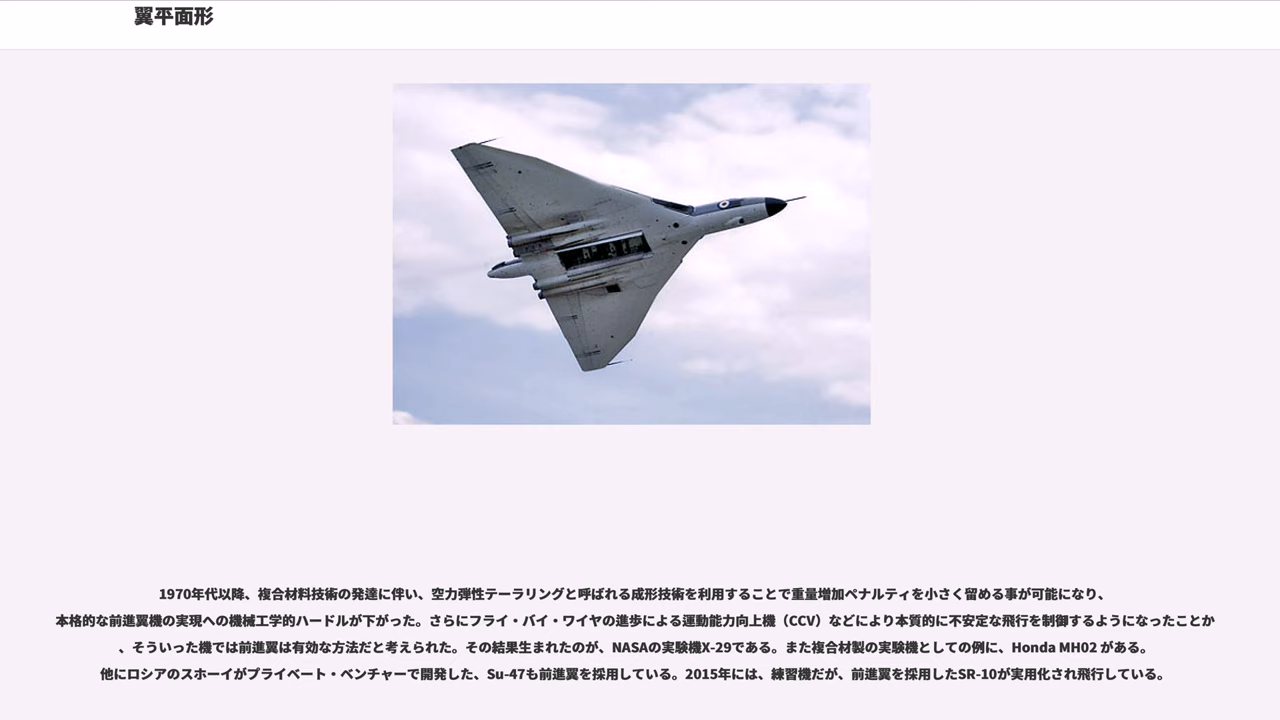 翼平面形
1970年代以降、複合材料技術の発達に伴い、空力弾性テーラリングと呼ばれる成形技術を利用することで重量増加ペナルティを小さく留める事が可能になり、
本格的な前進翼機の実現への機械工学的ハードルが下がった。さらにフライ・バイ・ワイヤの進歩による運動能力向上機（CCV）などにより本質的に不安定な飛行を制御するようになったことか
、そういった機では前進翼は有効な方法だと考えられた。その結果生まれたのが、NASAの実験機X-29である。また複合材製の実験機としての例に、Honda MH02 がある。
他にロシアのスホーイがプライベート・ベンチャーで開発した、Su-47も前進翼を採用している。2015年には、練習機だが、前進翼を採用したSR-10が実用化され飛行している。